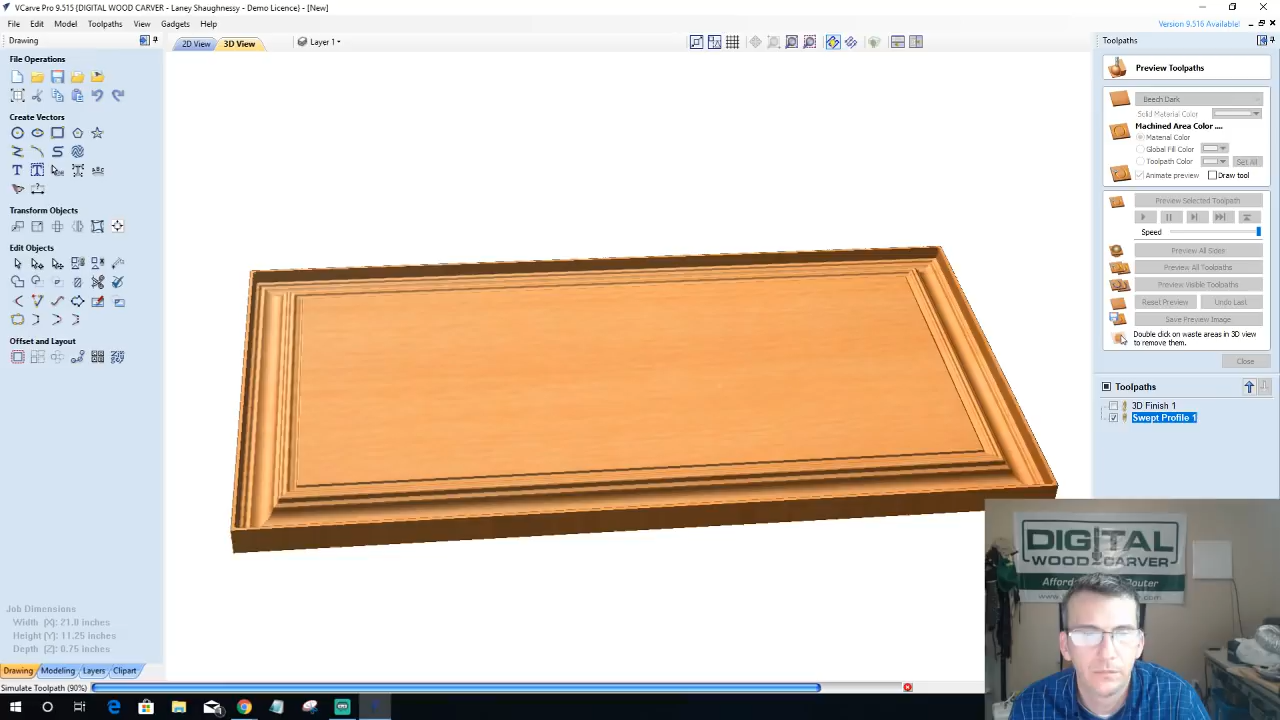 VCarve Pro 9.515 {DIGITAL WOOD CARVER} - Laney Shaughnessy - Demo Licence} - [New]
File Edit Model Toolpaths View Gadgets Help
Version 9.516 Available!
Drawing
2D View 3D View Layer 1
Toolpaths
File Operations
Create Vectors
Transform Objects
Edit Objects
Offset and Layout
Preview Toolpaths
Beech Dark
Solid Material Color
Machined Area Color ....
Material Color
Global Fill Color
Toolpath Color Set All
Animate preview Draw tool
Preview Selected Toolpath
Speed
Preview All Sides
Preview All Toolpaths
Preview Visible Toolpaths
Reset Preview Undo Last
Save Preview Image
Double click on waste areas in 3D view
to remove them.
Close
Toolpaths
3D Finish 1
Swept Profile 1
DIGITAL
WOOD CARVER
Job Dimensions
Width (X): 21.0 inches
Height (Y): 11.25 inches
Depth (Z): 0.75 inches
Drawing Modeling Layers Clipart
Simulate Toolpath (90%)